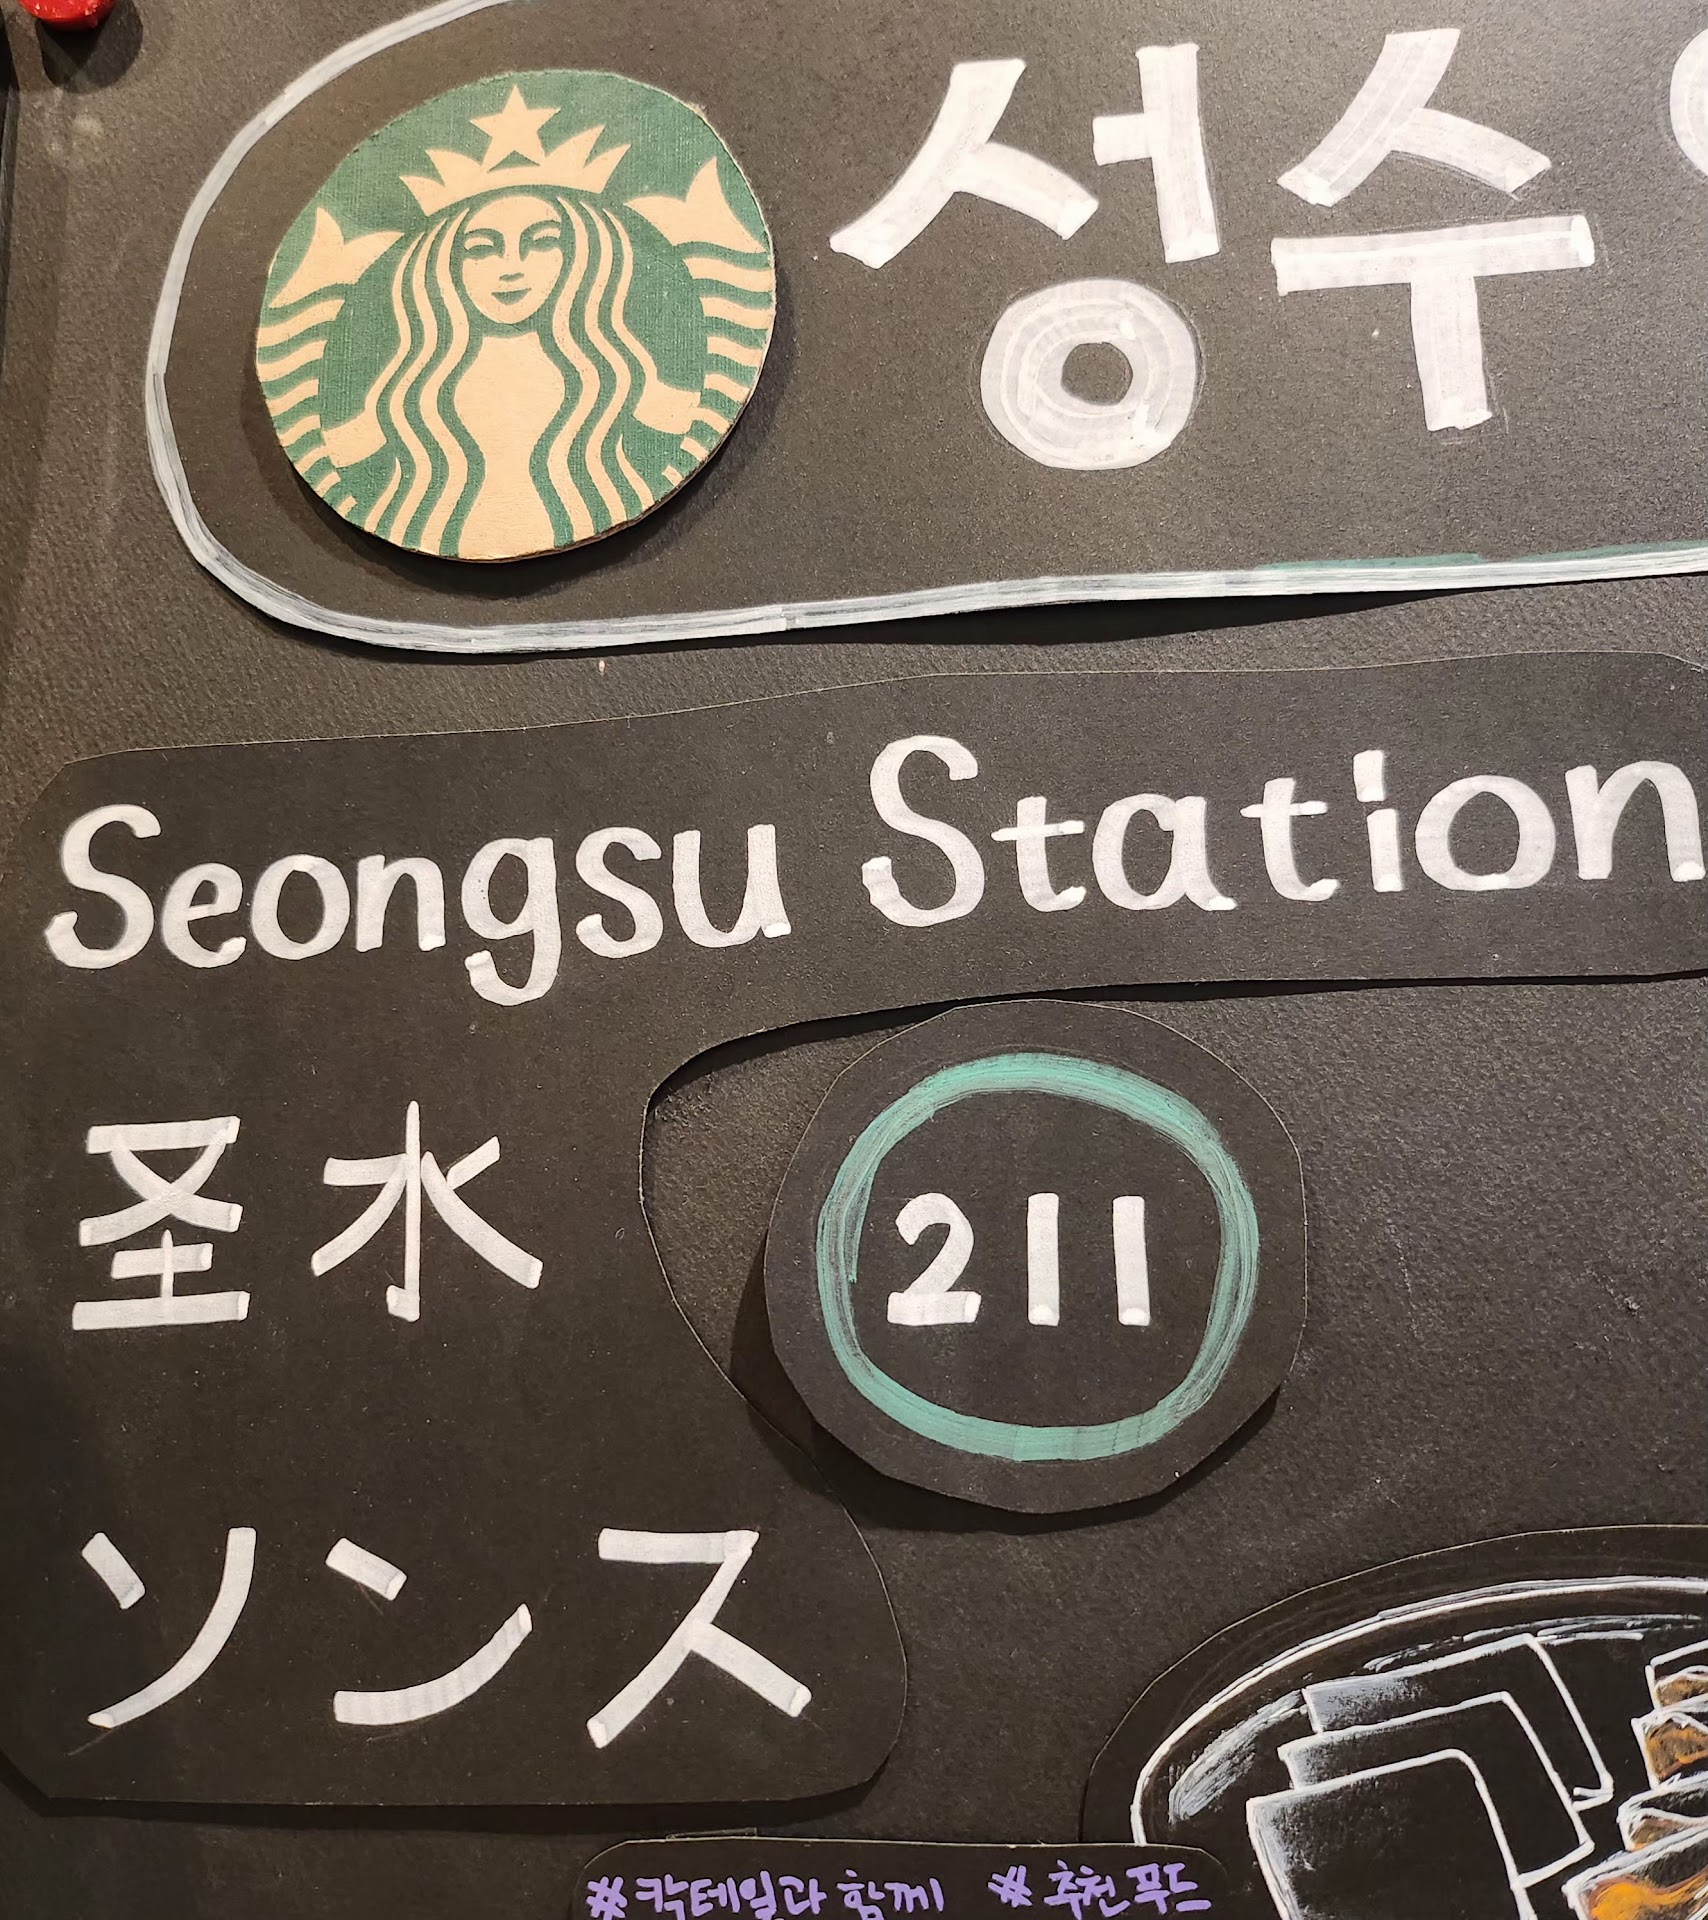 성수
Seongsu Station
圣水
211
ソンス
#칵테일과 함께 #추천푸드